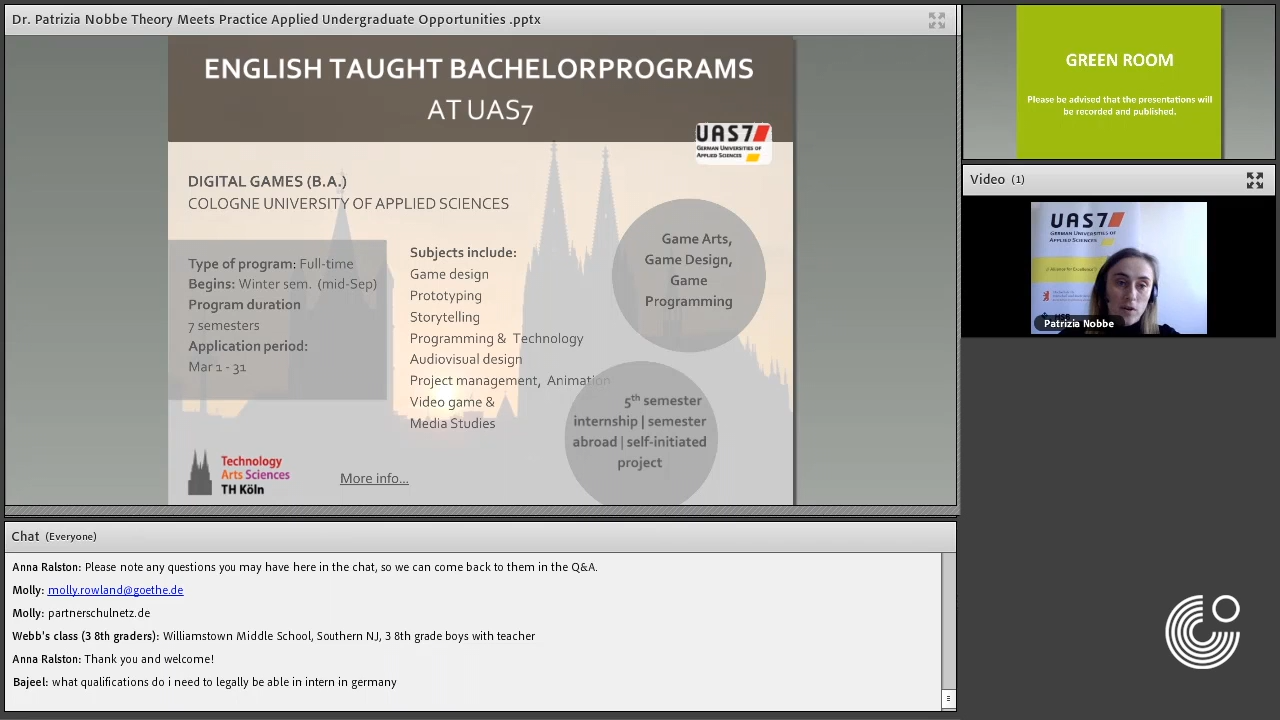 Dr. Patrizia Nobbe Theory Meets Practice Applied Undergraduate Opportunities .pptx
ENGLISH TAUGHT BACHELORPROGRAMS
AT UAS7
UAS7
GERMAN UNIVERSITIES
OF APPLIED SCIENCES
DIGITAL GAMES (B.A.)
COLOGNE UNIVERSITY OF APPLIED SCIENCES
Type of program: Full-time
Begins: Winter sem. (mid-Sep)
Program duration
7 semesters
Application period:
Mar 1 - 31
Subjects include:
Game design
Prototyping
Storytelling
Programming & Technology
Audiovisual design
Project management, Animation
Video game &
Media Studies
Game Arts,
Game Design,
Game
Programming
5th semester
internship | semester
abroad | self-initiated
project
Technology
Arts Sciences
TH Köln
More info...
GREEN ROOM
Please be advised that the presentations will
be recorded and published.
Video (1)
UAS7
GERMAN UNIVERSITIES
OF APPLIED SCIENCES
Patrizia Nobbe
Chat (Everyone)
Anna Ralston: Please note any questions you may have here in the chat, so we can come back to them in the Q&A.
Molly: molly.rowland@goethe.de
Molly: partnerschulnetz.de
Webb's class (3 8th graders): Williamstown Middle School, Southern NJ, 3 8th grade boys with teacher
Anna Ralston: Thank you and welcome!
Bajeel: what qualifications do i need to legally be able in intern in germany